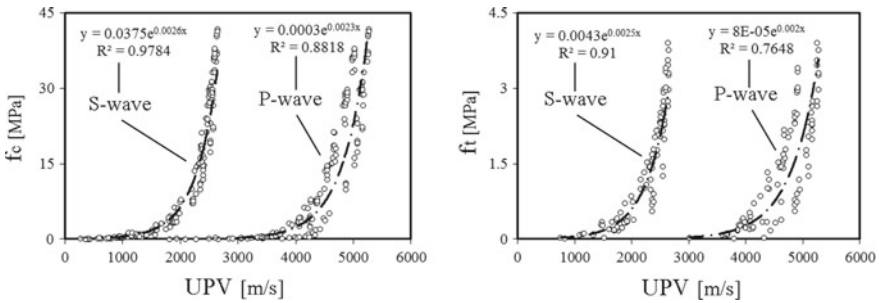 y = 0.0375e^0.0026x
R² = 0.9784
y = 0.0003e^0.0023x
R² = 0.8818
S-wave
P-wave
fc [MPa]
45
30
15
0
0 1000 2000 3000 4000 5000 6000
UPV [m/s]
y = 0.0043e^0.0025x
R² = 0.91
y = 8E-05e^0.002x
R² = 0.7648
S-wave
P-wave
ft [MPa]
4.5
3
1.5
0
0 1000 2000 3000 4000 5000 6000
UPV [m/s]